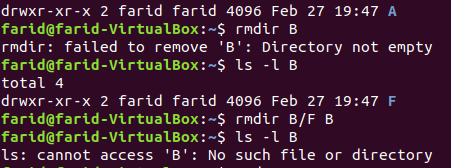 drwxr-xr-x 2 farid farid 4096 Feb 27 19:47 A
farid@farid-VirtualBox:~$ rmdir B
rmdir: failed to remove 'B': Directory not empty
farid@farid-VirtualBox:~$ ls -l B
total 4
drwxr-xr-x 2 farid farid 4096 Feb 27 19:47 F
farid@farid-VirtualBox:~$ rmdir B/F B
farid@farid-VirtualBox:~$ ls -l B
ls: cannot access 'B': No such file or directory